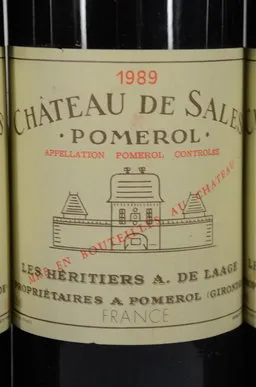 1989
CHÂTEAU DE SALES
· POMEROL ·
APPELLATION POMEROL CONTROLÉE
MIS EN BOUTEILLES AU CHATEAU
LES HÉRITIERS A. DE LAAGE
PROPRIÉTAIRES A POMEROL (GIRONDE
FRANCE